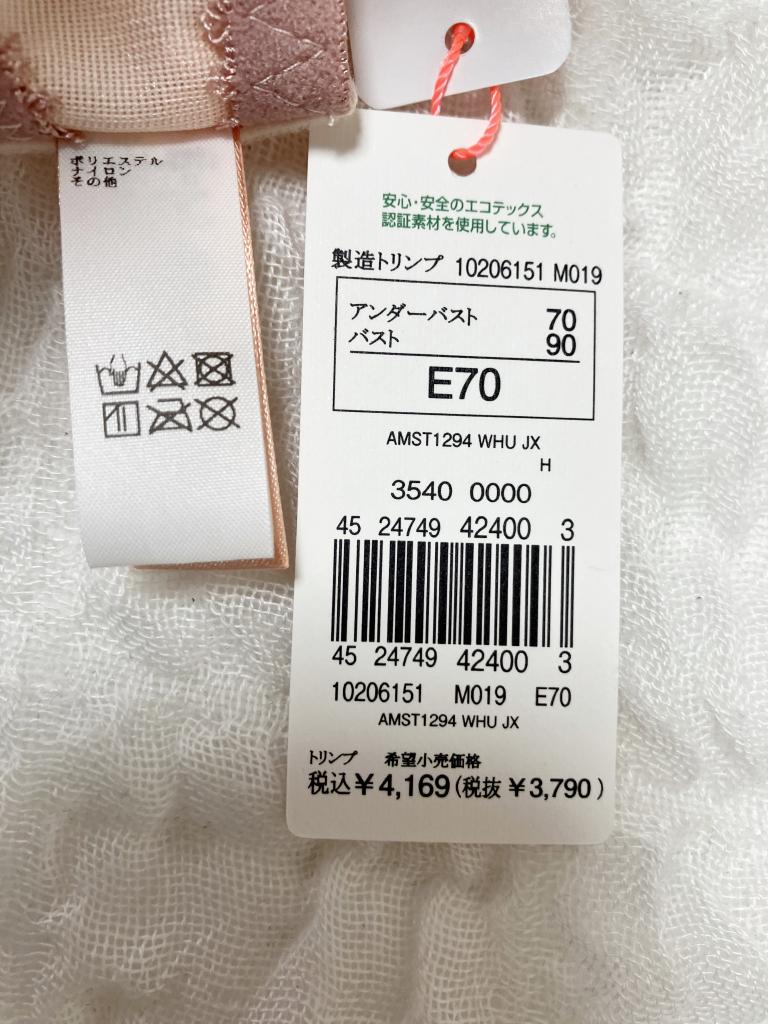 ポリエステル
ナイロン
その他
安心・安全のエコテックス
認証素材を使用しています。
製造トリンプ 10206151 M019
アンダーバスト 70
バスト 90
E70
AMST1294 WHU JX
H
3540 0000
45 24749 42400 3
45 24749 42400 3
10206151 M019 E70
AMST1294 WHU JX
トリンプ 希望小売価格
税込¥4,169(税抜 ¥3,790)